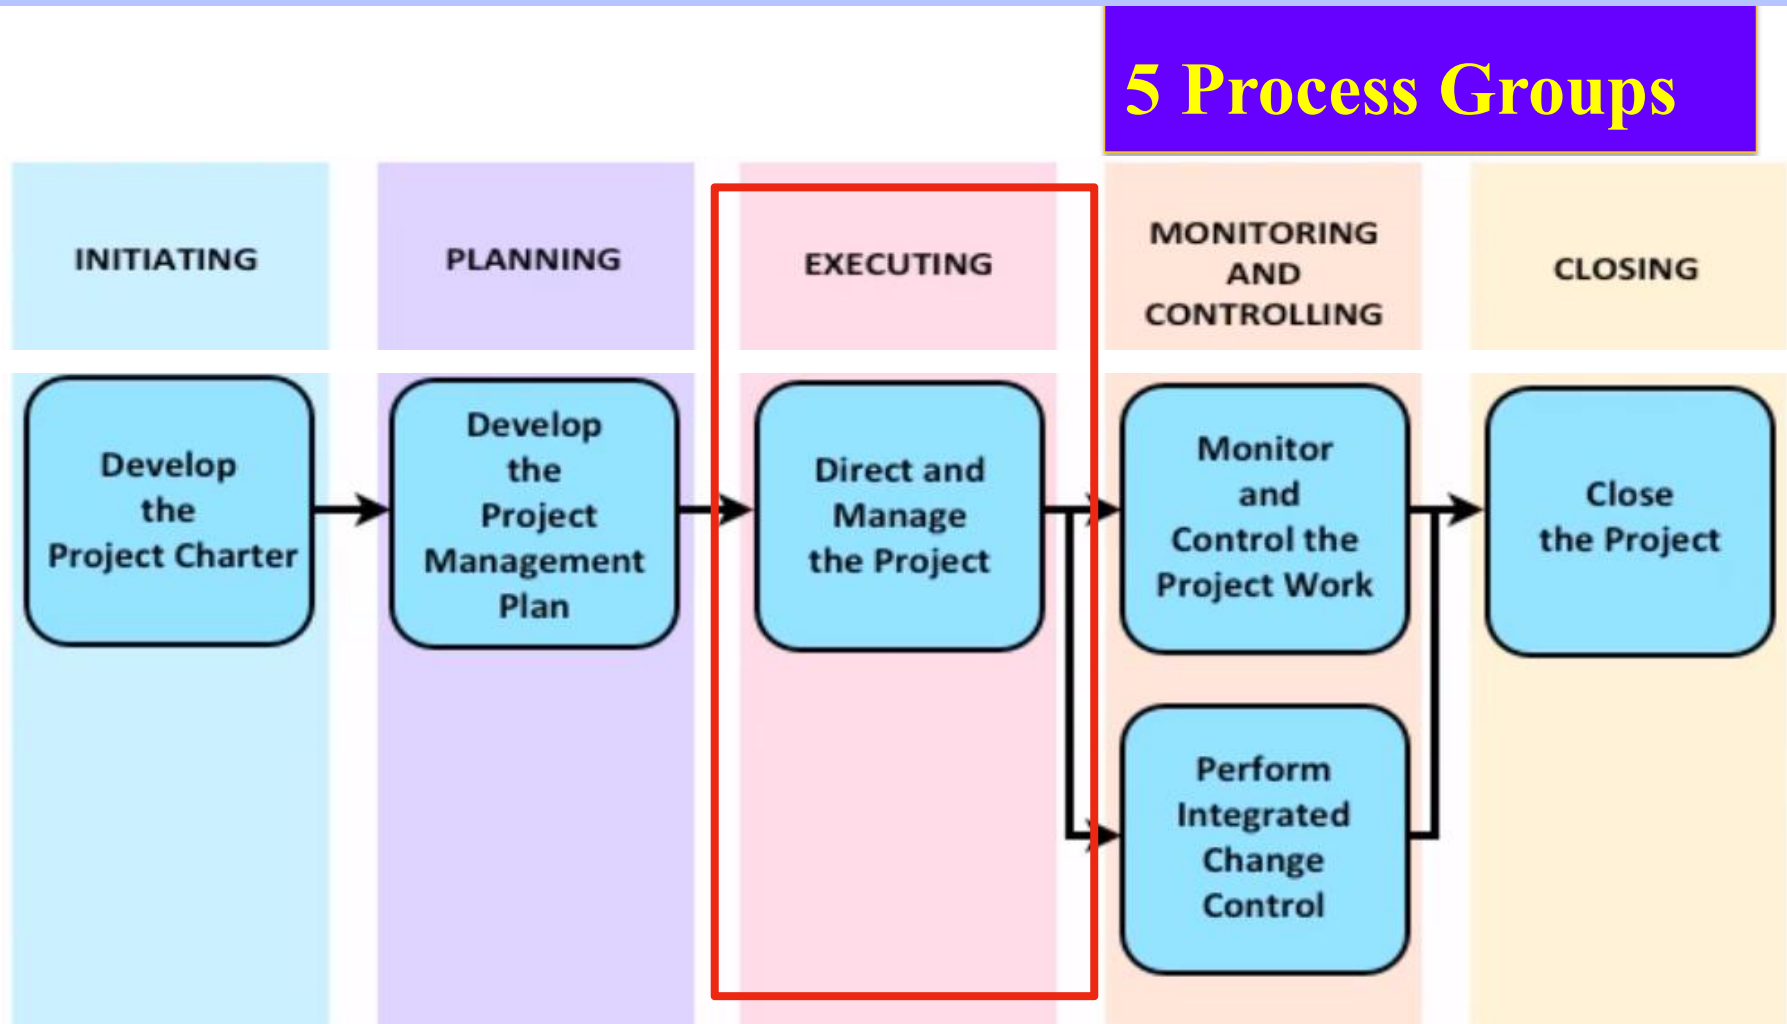 5 Process Groups
INITIATING
PLANNING
EXECUTING
MONITORING
AND
CONTROLLING
CLOSING
Develop
the
Project Charter
Develop
the
Project
Management
Plan
Direct and
Manage
the Project
Monitor
and
Control the
Project Work
Close
the Project
Perform
Integrated
Change
Control